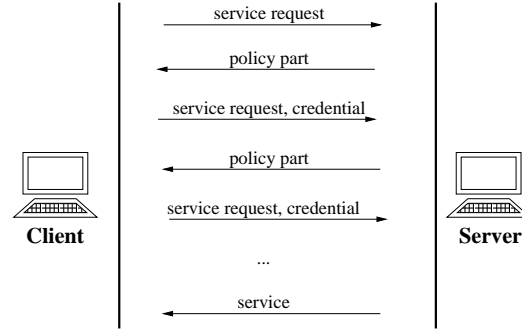 service request
policy part
service request, credential
policy part
service request, credential
Client
Server
...
service